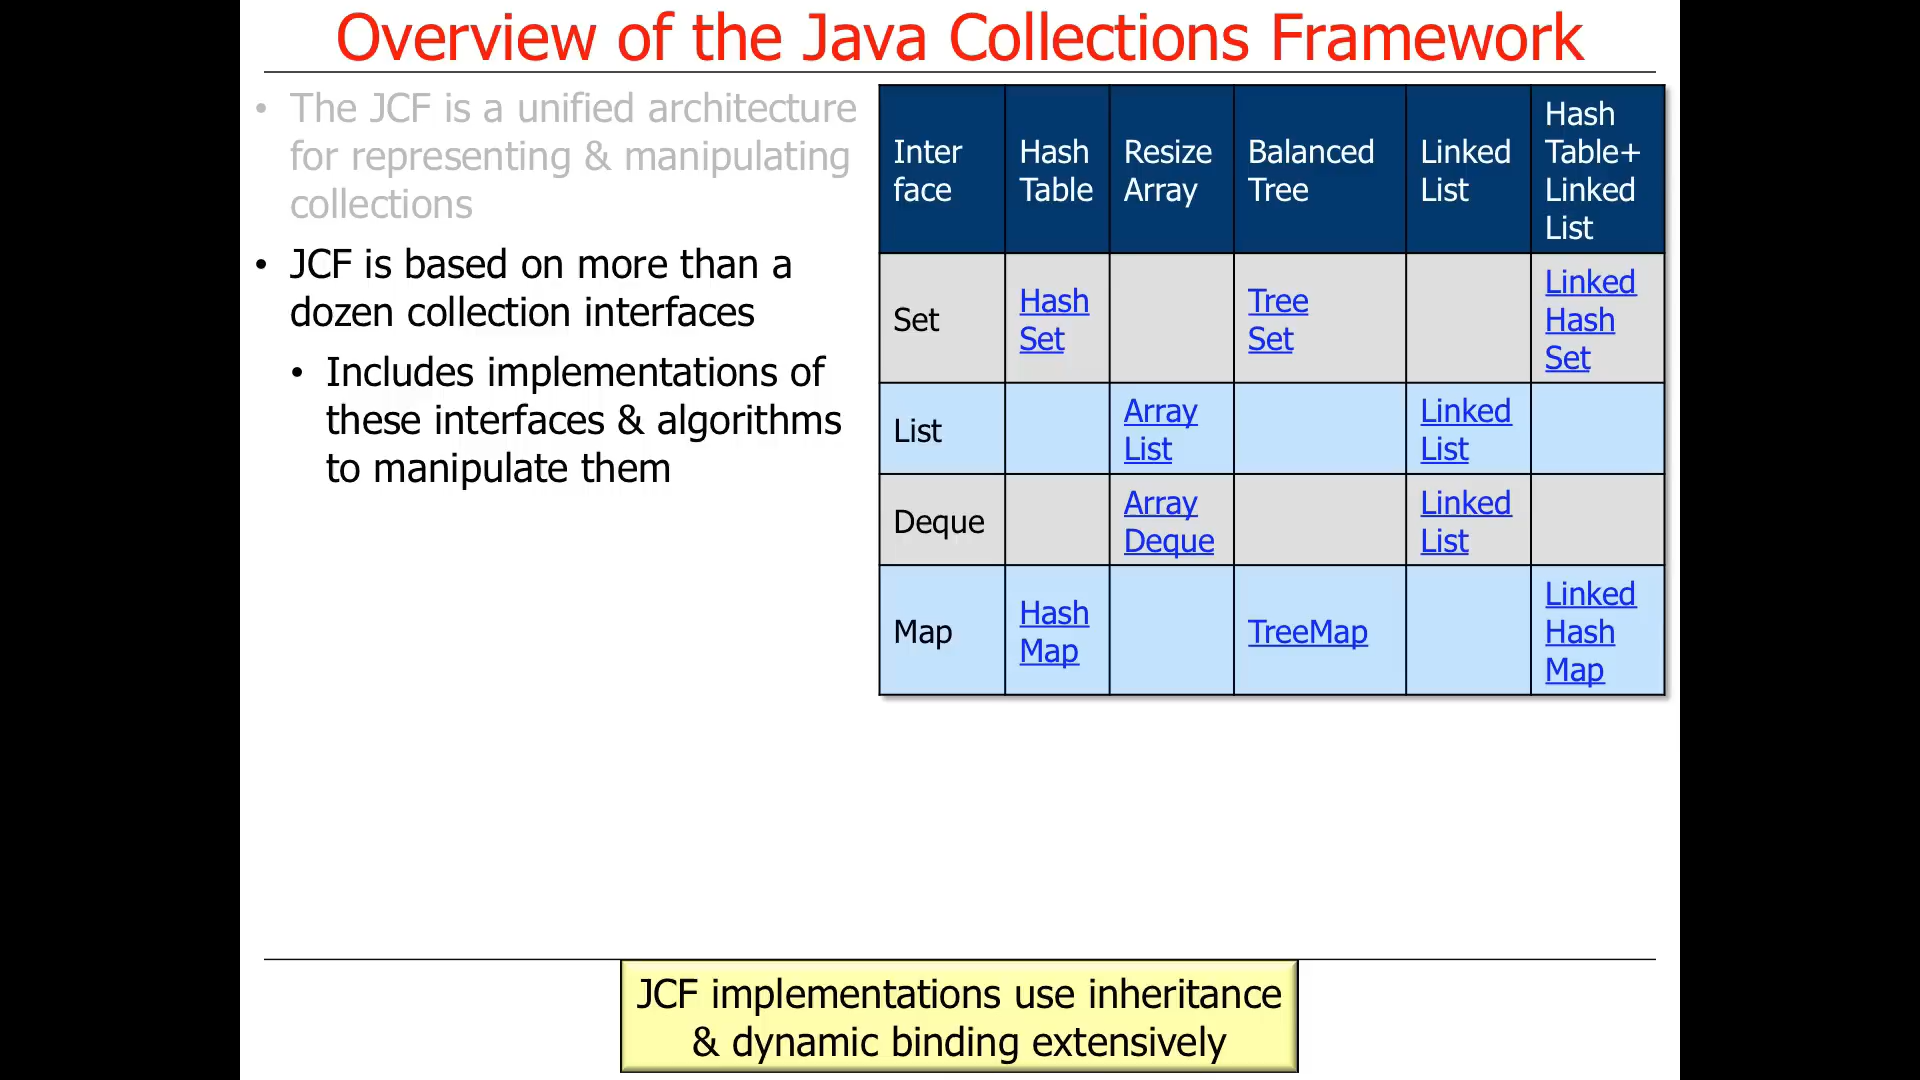 Overview of the Java Collections Framework
• The JCF is a unified architecture
for representing & manipulating
collections
• JCF is based on more than a
dozen collection interfaces
• Includes implementations of
these interfaces & algorithms
to manipulate them
Inter
face
Hash
Table
Resize
Array
Balanced
Tree
Linked
List
Hash
Table+
Linked
List
Set
Hash
Set
Tree
Set
Linked
Hash
Set
List
Array
List
Linked
List
Deque
Array
Deque
Linked
List
Map
Hash
Map
TreeMap
Linked
Hash
Map
JCF implementations use inheritance
& dynamic binding extensively